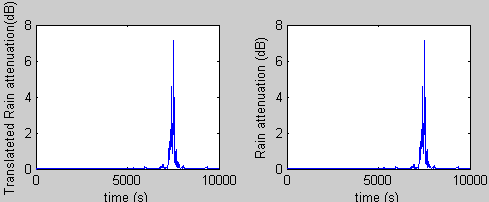 Translateted Rain attenuation(dB)
8
6
4
2
0
0 5000 10000
time (s)
Rain attenuation (dB)
8
6
4
2
0
0 5000 10000
time (s)